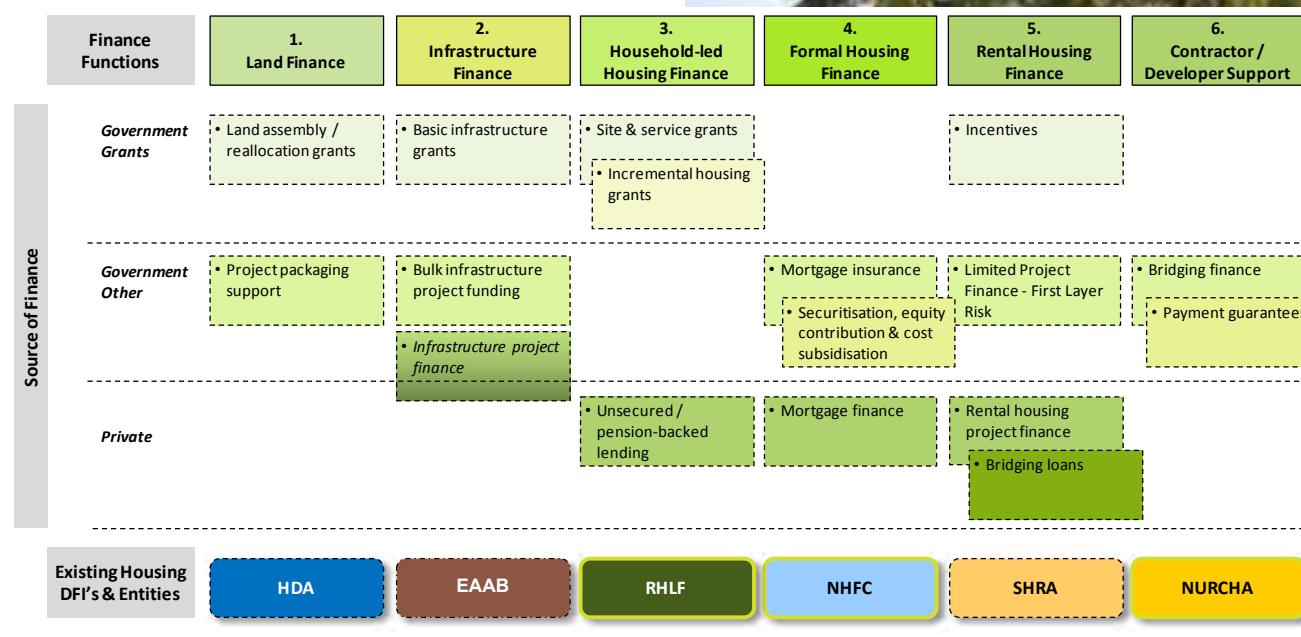 Finance
Functions
1.
Land Finance
2.
Infrastructure
Finance
3.
Household-led
Housing Finance
4.
Formal Housing
Finance
5.
Rental Housing
Finance
6.
Contractor /
Developer Support
Source of Finance
Government
Grants
• Land assembly /
reallocation grants
• Basic infrastructure
grants
• Site & service grants
• Incremental housing
grants
• Incentives
Government
Other
• Project packaging
support
• Bulk infrastructure
project funding
• Infrastructure project
finance
• Mortgage insurance
• Securitisation, equity
contribution & cost
subsidisation
• Limited Project
Finance - First Layer
Risk
• Bridging finance
• Payment guarantees
Private
• Unsecured /
pension-backed
lending
• Mortgage finance
• Rental housing
project finance
• Bridging loans
Existing Housing
DFI's & Entities
HDA
EAAB
RHLF
NHFC
SHRA
NURCHA